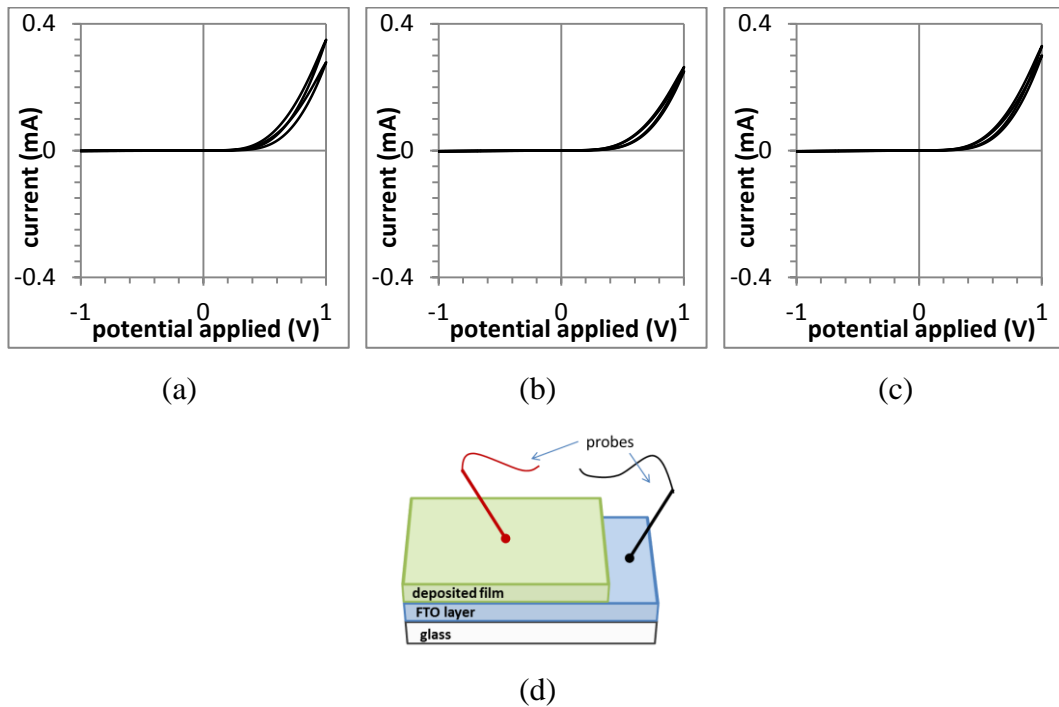 0.4
0
-0.4
-1 0 1
current (mA)
potential applied (V)
(a)
0.4
0
-0.4
-1 0 1
current (mA)
potential applied (V)
(b)
0.4
0
-0.4
-1 0 1
current (mA)
potential applied (V)
(c)
probes
deposited film
FTO layer
glass
(d)